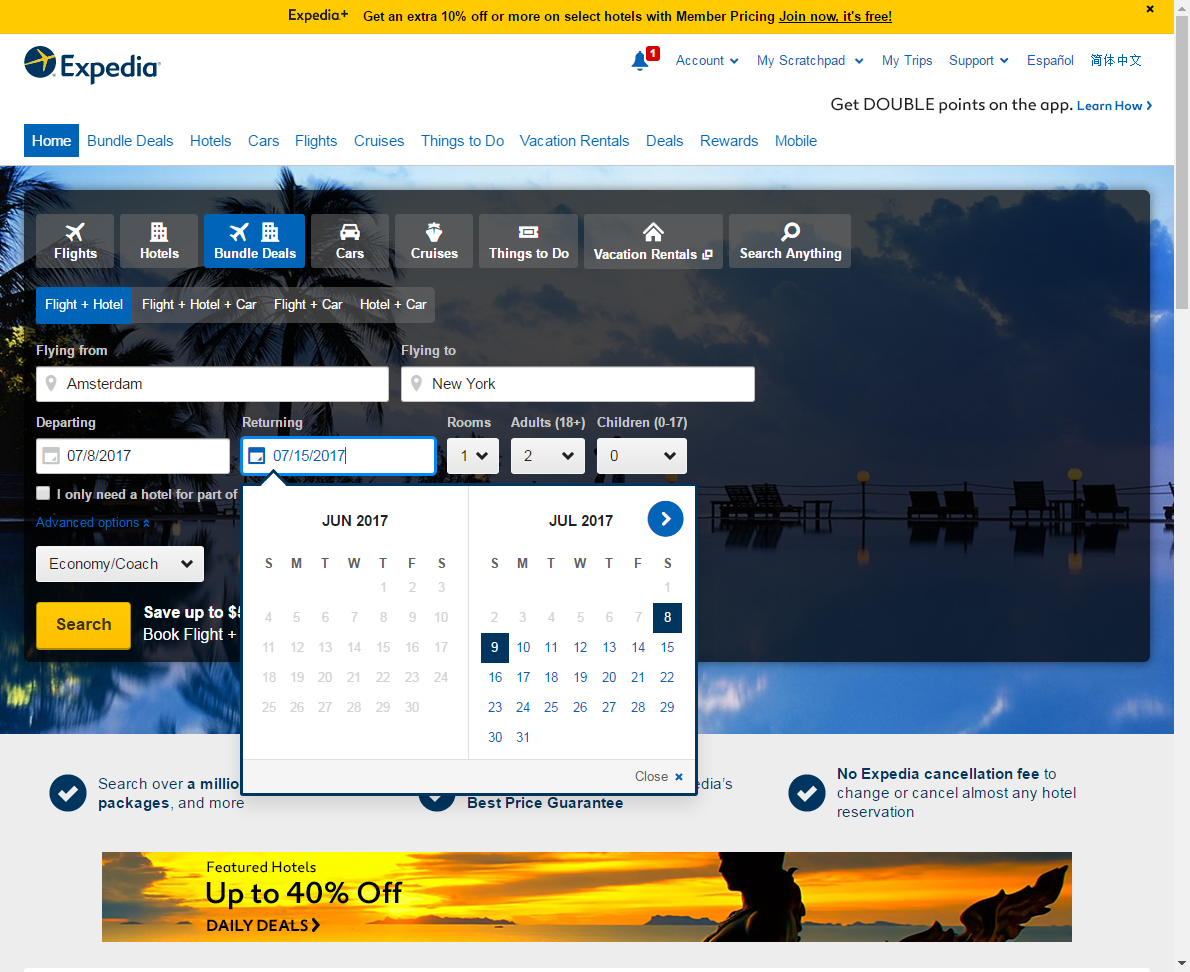 Expedia+ Get an extra 10% off or more on select hotels with Member Pricing Join now, it's free!
Expedia
1 Account My Scratchpad My Trips Support Español 简体中文
Get DOUBLE points on the app. Learn How
Home Bundle Deals Hotels Cars Flights Cruises Things to Do Vacation Rentals Deals Rewards Mobile
Flights Hotels Bundle Deals Cars Cruises Things to Do Vacation Rentals Search Anything
Flight + Hotel Flight + Hotel + Car Flight + Car Hotel + Car
Flying from Flying to
Amsterdam New York
Departing Returning Rooms Adults (18+) Children (0-17)
07/8/2017 07/15/2017 1 2 0
I only need a hotel for part of
Advanced options
Economy/Coach
Search
Save up to $
Book Flight +
JUN 2017
S M T W T F S
1 2 3
4 5 6 7 8 9 10
11 12 13 14 15 16 17
18 19 20 21 22 23 24
25 26 27 28 29 30
JUL 2017
S M T W T F S
1
2 3 4 5 6 7 8
9 10 11 12 13 14 15
16 17 18 19 20 21 22
23 24 25 26 27 28 29
30 31
Close
Search over a millio
packages, and more
edia's
Best Price Guarantee
No Expedia cancellation fee to
change or cancel almost any hotel
reservation
Featured Hotels
Up to 40% Off
DAILY DEALS